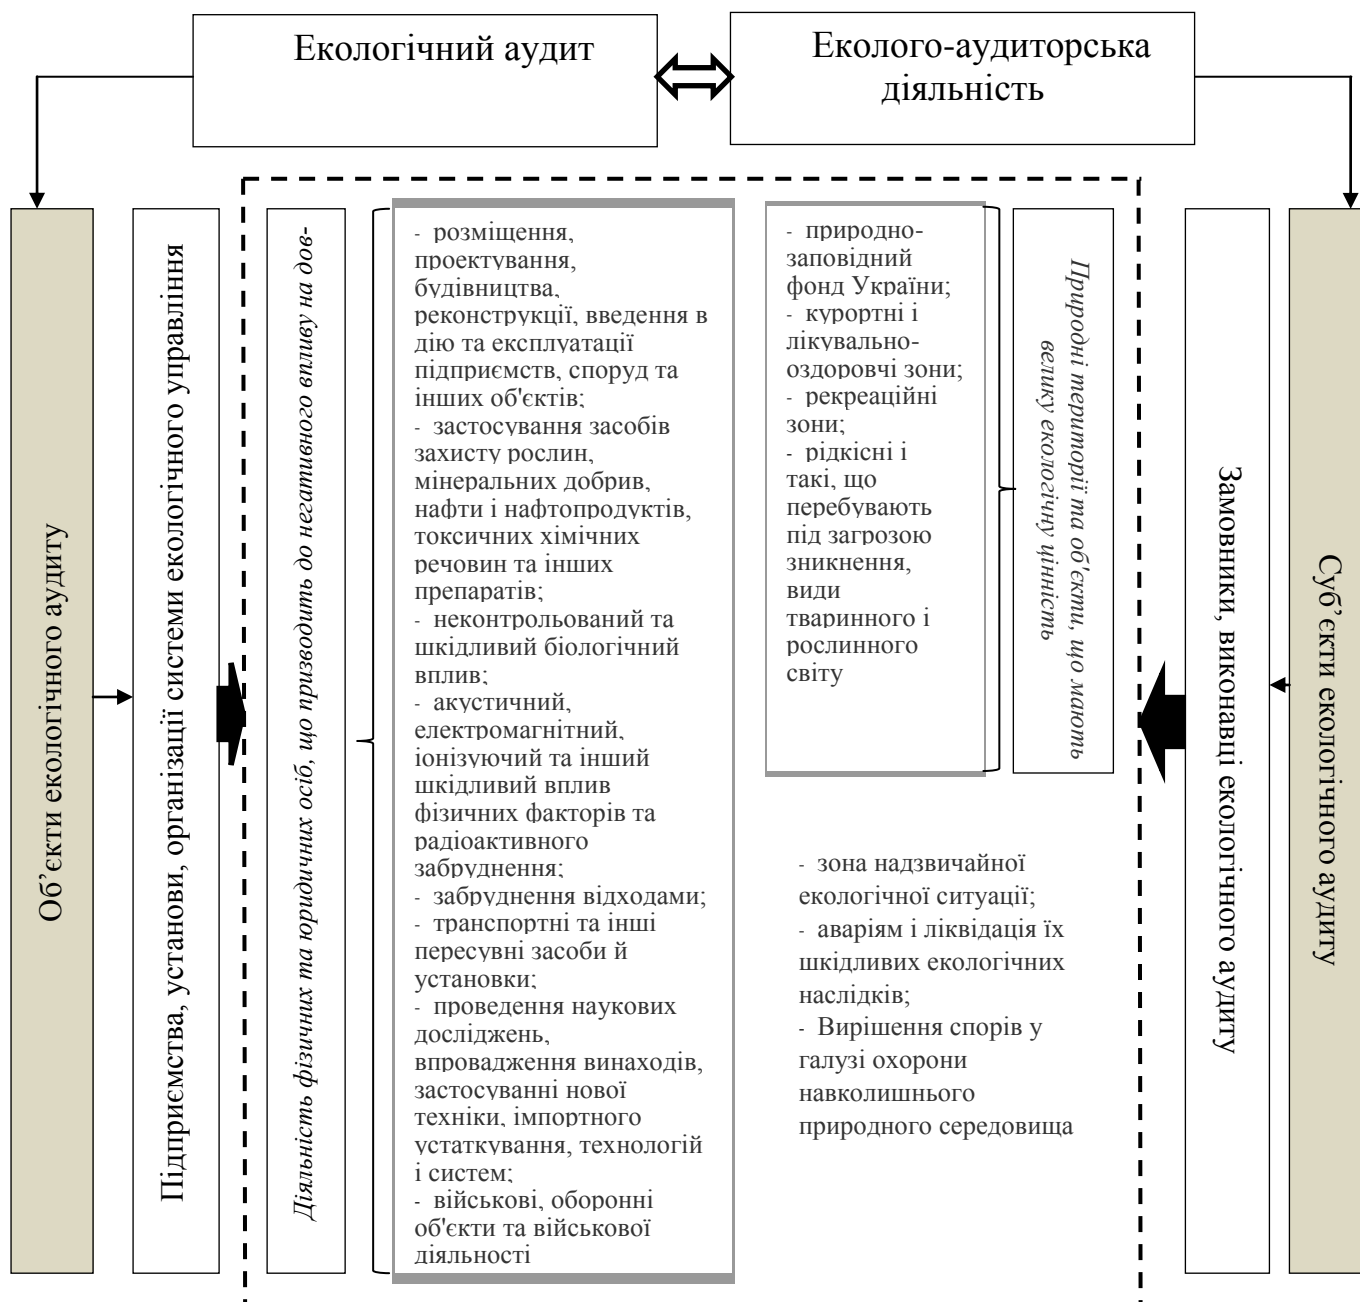 Екологічний аудит
Еколого-аудиторська
діяльність
Об’єкти екологічного аудиту
Підприємства, установи, організації системи екологічного управління
Діяльність фізичних та юридичних осіб, що призводить до негативного впливу на дов-
- розміщення,
проектування,
будівництва,
реконструкції, введення в
дію та експлуатації
підприємств, споруд та
інших об'єктів;
- застосування засобів
захисту рослин,
мінеральних добрив,
нафти і нафтопродуктів,
токсичних хімічних
речовин та інших
препаратів;
- неконтрольований та
шкідливий біологічний
вплив;
- акустичний,
електромагнітний,
іонізуючий та інший
шкідливий вплив
фізичних факторів та
радіоактивного
забруднення;
- забруднення відходами;
- транспортні та інші
пересувні засоби й
установки;
- проведення наукових
досліджень,
впровадження винаходів,
застосуванні нової
техніки, імпортного
устаткування, технологій
і систем;
- військові, оборонні
об'єкти та військової
діяльності
- природно-
заповідний
фонд України;
- курортні і
лікувально-
оздоровчі зони;
- рекреаційні
зони;
- рідкісні і
такі, що
перебувають
під загрозою
зникнення,
види
тваринного і
рослинного
світу
Природні території та об'єкти, що мають
велику екологічну цінність
- зона надзвичайної
екологічної ситуації;
- аваріям і ліквідація їх
шкідливих екологічних
наслідків;
- Вирішення спорів у
галузі охорони
навколишнього
природного середовища
Замовники, виконавці екологічного аудиту
Суб’єкти екологічного аудиту